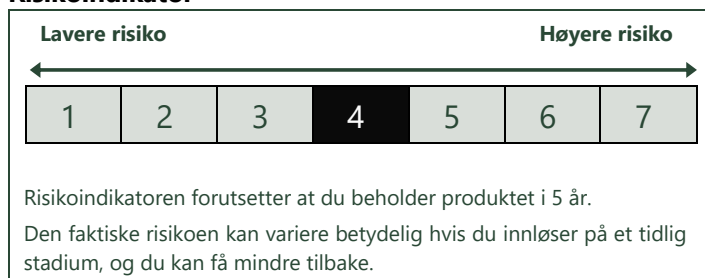 Lavere risiko Høyere risiko
1 2 3 4 5 6 7
Risikoindikatoren forutsetter at du beholder produktet i 5 år.
Den faktiske risikoen kan variere betydelig hvis du innløser på et tidlig
stadium, og du kan få mindre tilbake.